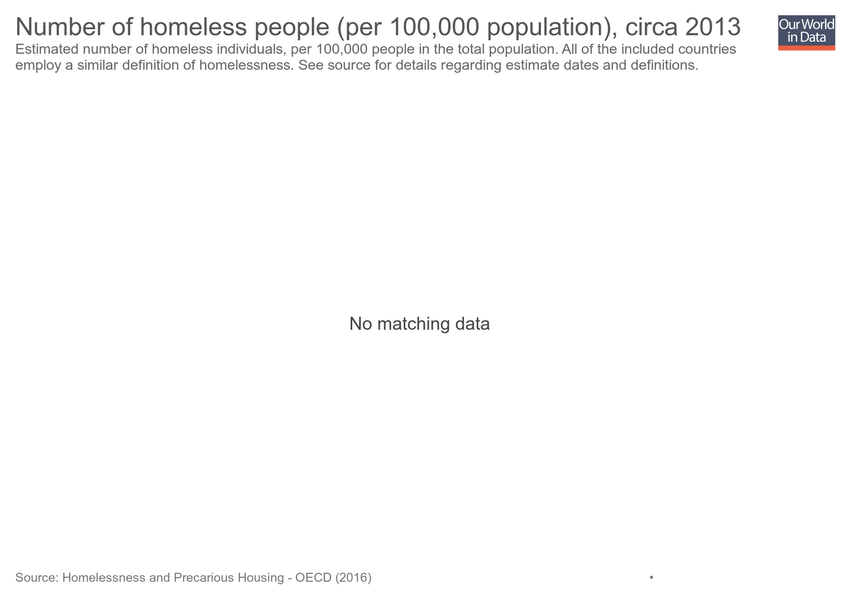 Number of homeless people (per 100,000 population), circa 2013
Our World
in Data
Estimated number of homeless individuals, per 100,000 people in the total population. All of the included countries
employ a similar definition of homelessness. See source for details regarding estimate dates and definitions.
No matching data
Source: Homelessness and Precarious Housing - OECD (2016)
•